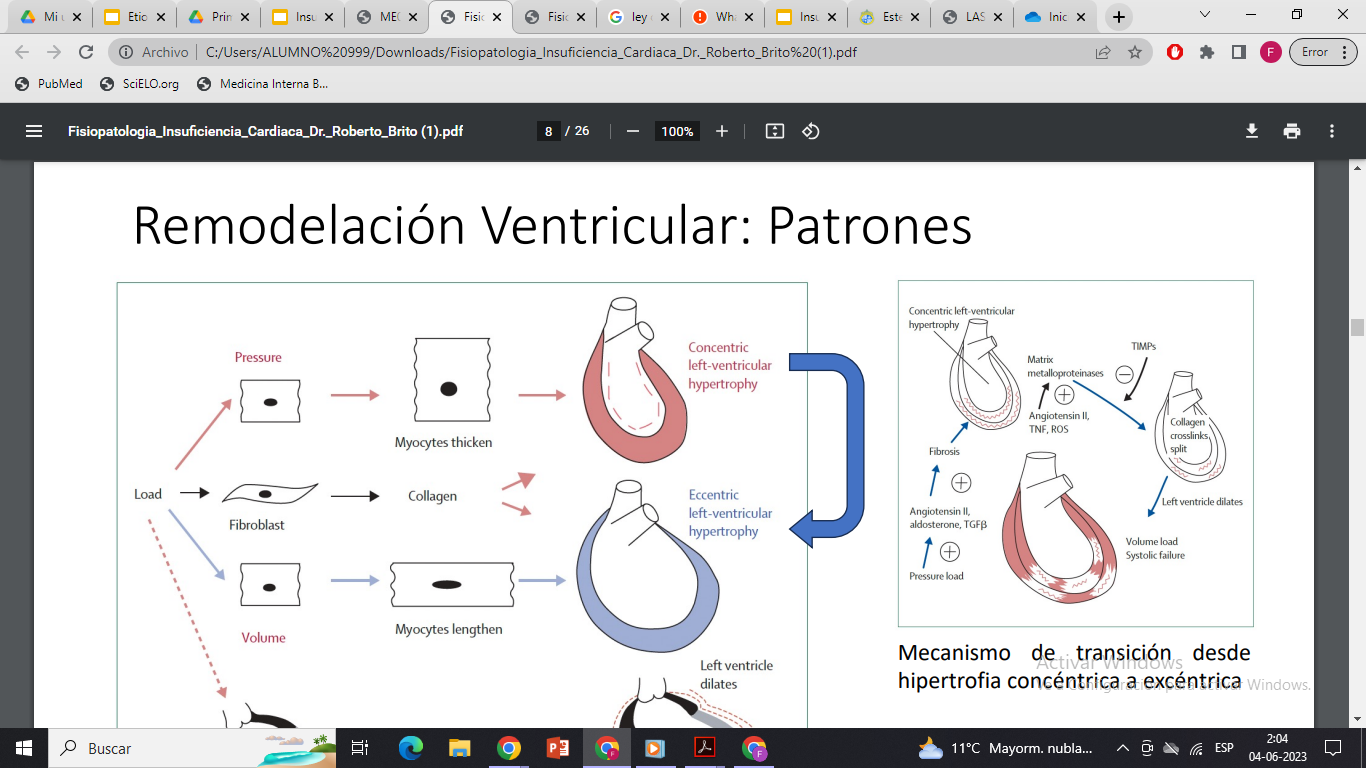 Mi u
Etio
Prin
Insu
MEC
Fisio
Fisio
ley
Wha
Insu
Este
LAS
Inic
Archivo
C:/Users/ALUMNO%20999/Downloads/Fisiopatologia_Insuficiencia_Cardiaca_Dr._Roberto_Brito%20(1).pdf
F
Error
PubMed
SciELO.org
Medicina Interna B...
Fisiopatologia_Insuficiencia_Cardiaca_Dr._Roberto_Brito (1).pdf
8 / 26
100%
Remodelación Ventricular: Patrones
Pressure
Myocytes thicken
Concentric
left-ventricular
hypertrophy
Load
Fibroblast
Collagen
Eccentric
left-ventricular
hypertrophy
Volume
Myocytes lengthen
Left ventricle
dilates
Concentric left-ventricular
hypertrophy
TIMPs
Matrix
metalloproteinases
Angiotensin II,
TNF, ROS
Collagen
crosslinks
split
Fibrosis
Left ventricle dilates
Angiotensin II,
aldosterone, TGFβ
Volume load
Systolic failure
Pressure load
Mecanismo de transición desde
hipertrofia concéntrica a excéntrica
Activar Windows
Windows.
Buscar
11°C Mayorm. nubla...
ESP
2:04
04-06-2023